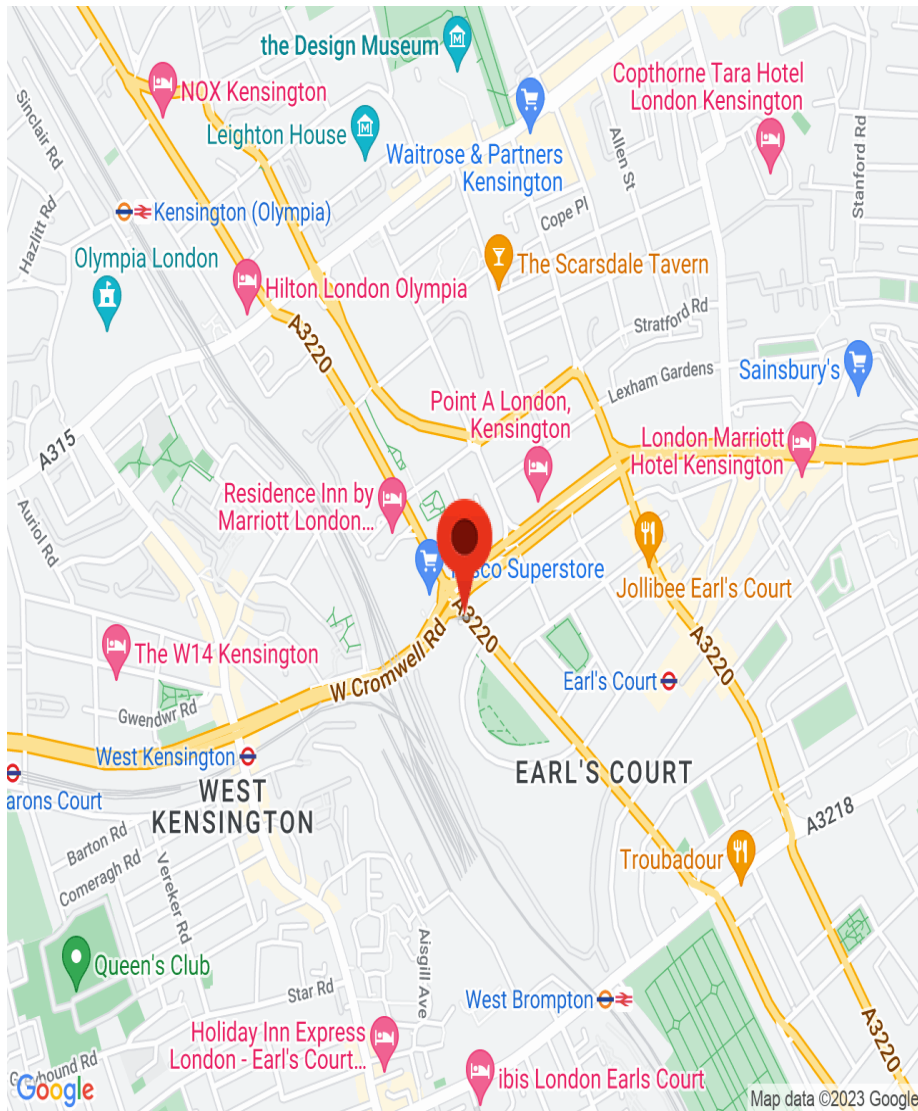 the Design Museum
Copthorne Tara Hotel
London Kensington
NOX Kensington
Leighton House
Sinclair Rd
Waitrose & Partners
Kensington
Allen St
Stanford Rd
Hazlitt Rd
Kensington (Olympia)
Cope Pl
Olympia London
The Scarsdale Tavern
Hilton London Olympia
Stratford Rd
A3220
Sainsbury's
Lexham Gardens
Point A London,
Kensington
A315
London Marriott
Hotel Kensington
Residence Inn by
Marriott London...
Auriol Rd
Superstore
Jollibee Earl's Court
A3220
A3220
The W14 Kensington
W Cromwell Rd
Earl's Court
Gwendwr Rd
West Kensington
EARL'S COURT
arons Court
WEST
KENSINGTON
A3218
Barton Rd
Troubadour
Comeragh Rd
Vereker Rd
Aisgill Ave
Queen's Club
Star Rd
West Brompton
Holiday Inn Express
London - Earl's Court...
A3220
Rd
ibis London Earls Court
Google
Map data ©2023 Google